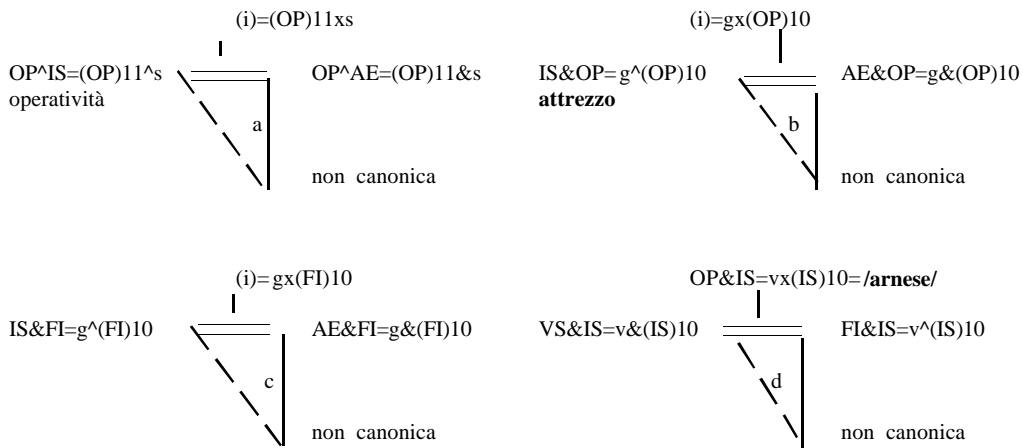 (i)=(OP)11xs
OP^IS=(OP)11^s
operatività
OP^AE=(OP)11&s
a
non canonica
(i)=gx(OP)10
IS&OP=g^(OP)10
attrezzo
AE&OP=g&(OP)10
b
non canonica
(i)=gx(FI)10
IS&FI=g^(FI)10
AE&FI=g&(FI)10
c
non canonica
OP&IS=vx(IS)10=/arnese/
VS&IS=v&(IS)10
FI&IS=v^(IS)10
d
non canonica